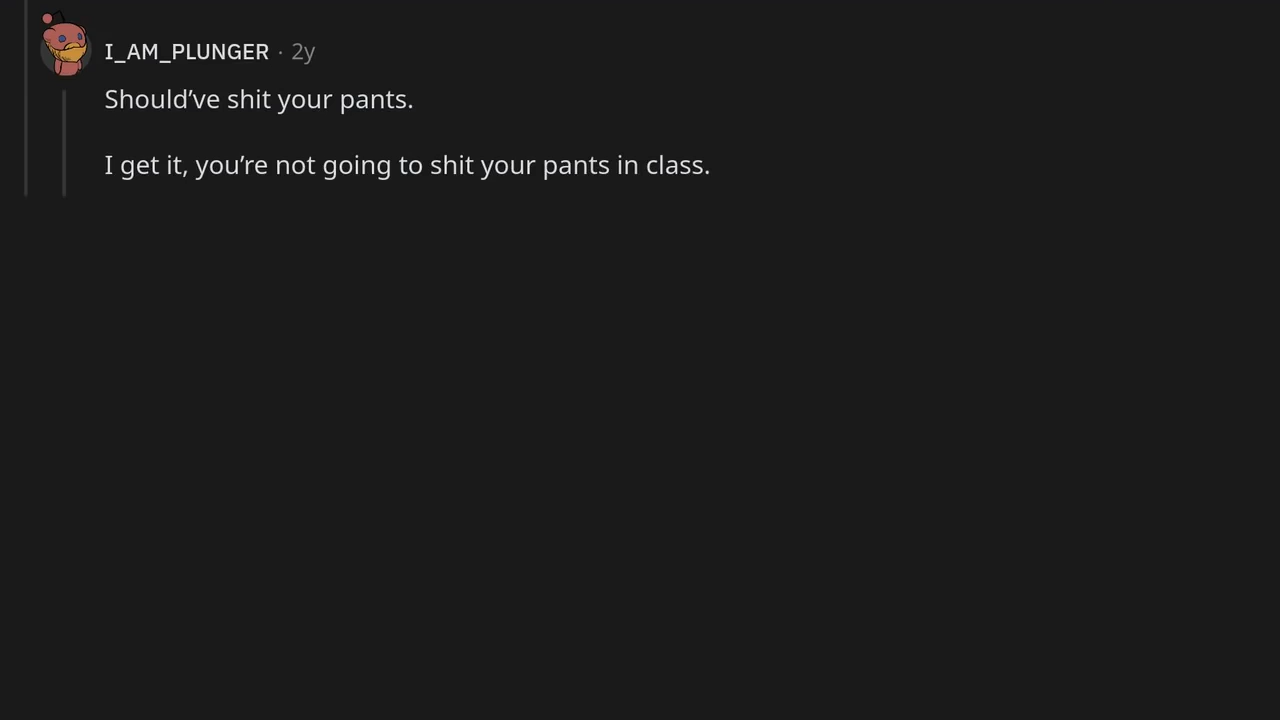 I_AM_PLUNGER · 2y
Should’ve shit your pants.
I get it, you’re not going to shit your pants in class.